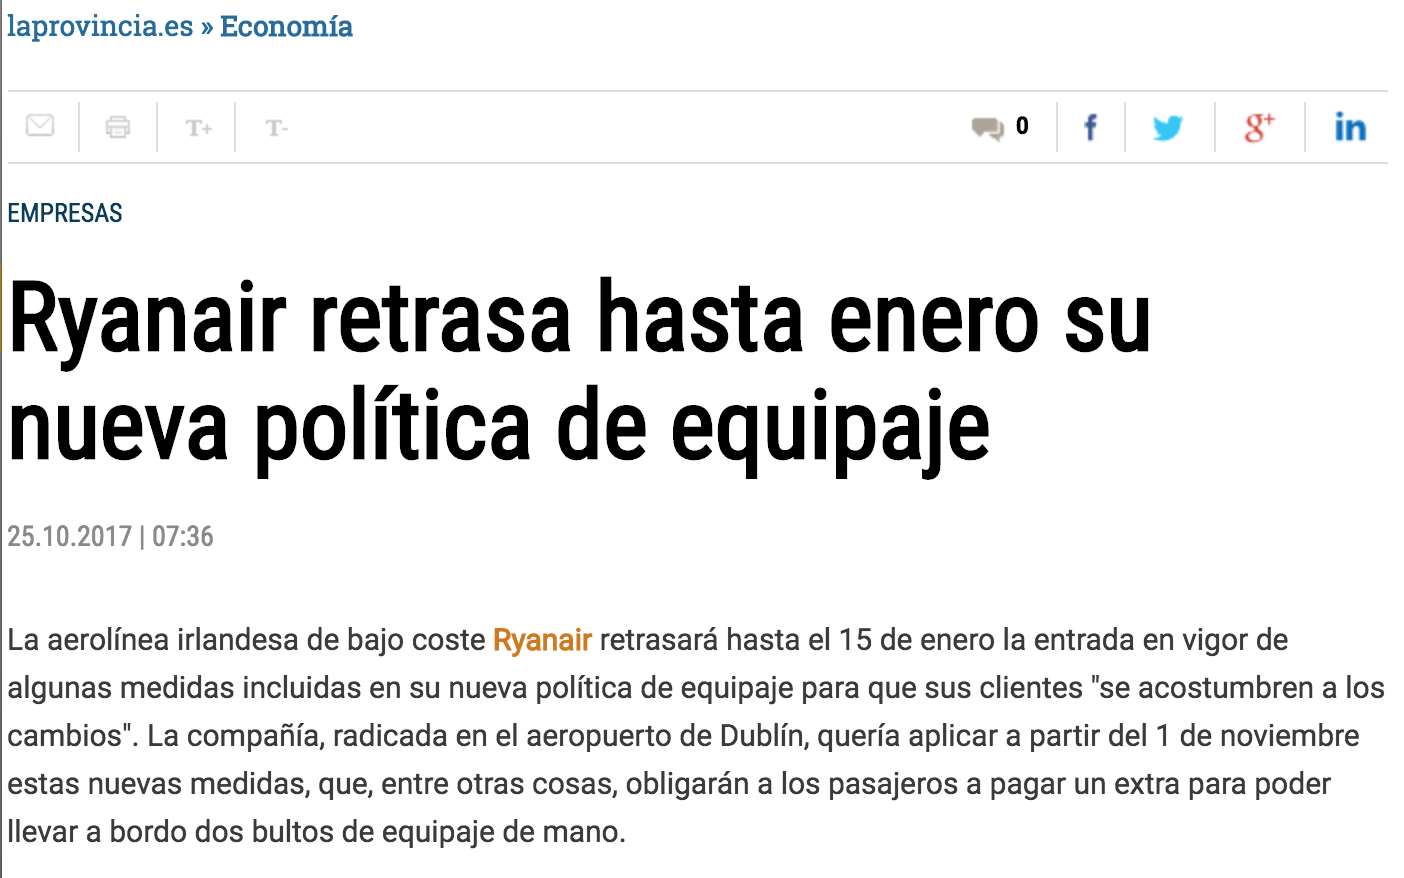 laprovincia.es » Economía
T+ T- 0 f g+ in
EMPRESAS
Ryanair retrasa hasta enero su
nueva política de equipaje
25.10.2017 | 07:36
La aerolínea irlandesa de bajo coste Ryanair retrasará hasta el 15 de enero la entrada en vigor de
algunas medidas incluidas en su nueva política de equipaje para que sus clientes "se acostumbren a los
cambios". La compañía, radicada en el aeropuerto de Dublín, quería aplicar a partir del 1 de noviembre
estas nuevas medidas, que, entre otras cosas, obligarán a los pasajeros a pagar un extra para poder
llevar a bordo dos bultos de equipaje de mano.